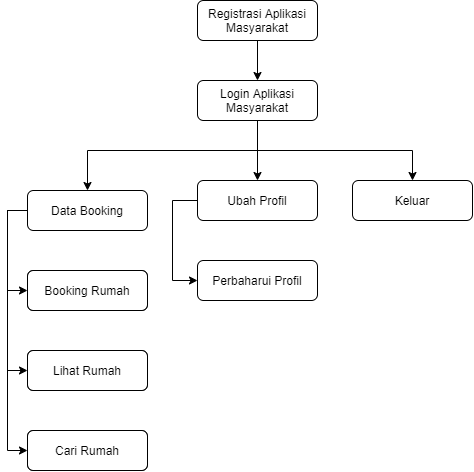 Registrasi Aplikasi
Masyarakat
Login Aplikasi
Masyarakat
Data Booking
Ubah Profil
Keluar
Booking Rumah
Perbaharui Profil
Lihat Rumah
Cari Rumah